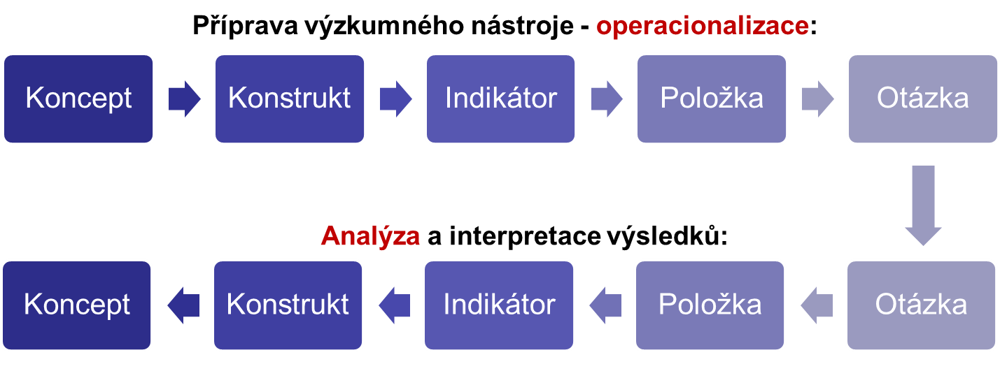 Příprava výzkumného nástroje - operacionalizace:
Koncept Konstrukt Indikátor Položka Otázka
Analýza a interpretace výsledků:
Koncept Konstrukt Indikátor Položka Otázka